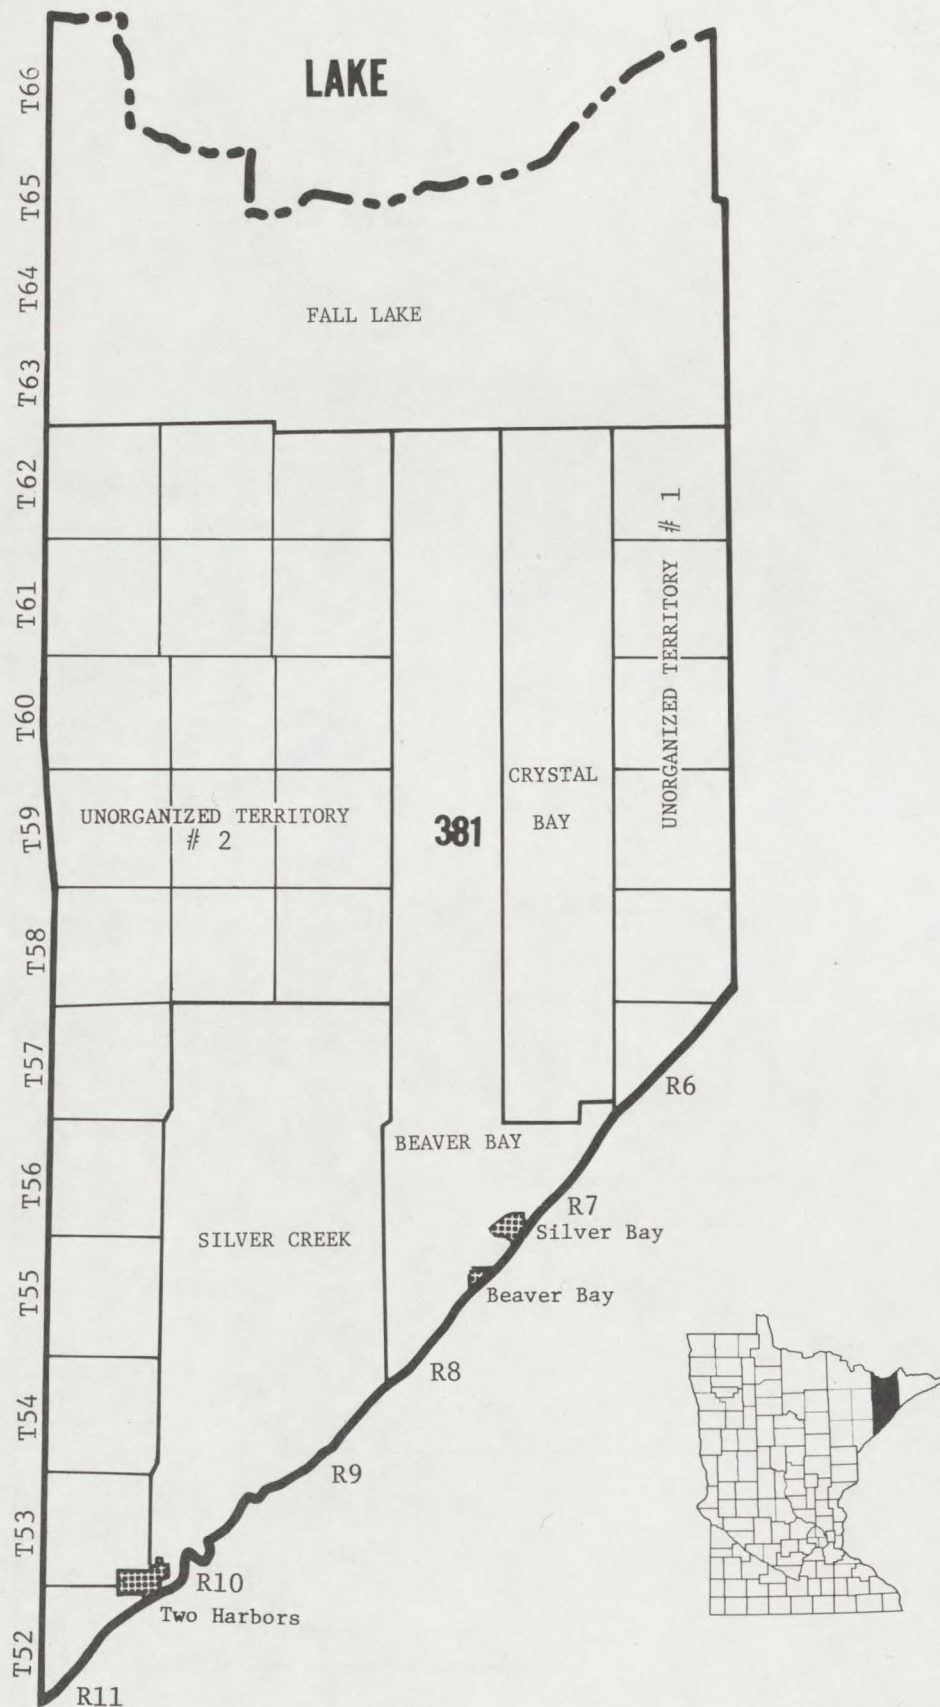 LAKE
T66
T65
T64
T63
T62
T61
T60
T59
T58
T57
T56
T55
T54
T53
T52
FALL LAKE
UNORGANIZED TERRITORY # 1
CRYSTAL
BAY
UNORGANIZED TERRITORY
# 2
381
R6
BEAVER BAY
R7
Silver Bay
SILVER CREEK
Beaver Bay
R8
R9
R10
Two Harbors
R11